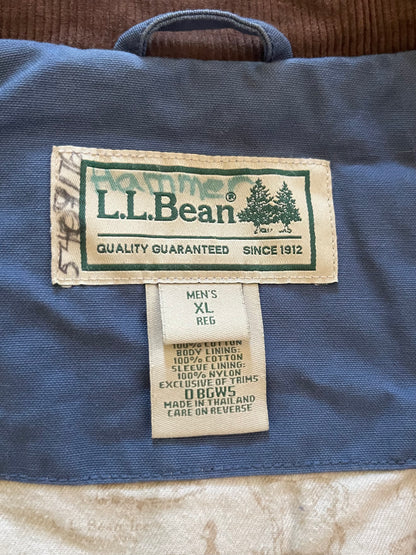 Hammer
L.L.Bean®
QUALITY GUARANTEED SINCE 1912
MEN'S
XL
REG
100% COTTON
BODY LINING:
100% COTTON
SLEEVE LINING:
100% NYLON
EXCLUSIVE OF TRIMS
0BGW5
MADE IN THAILAND
CARE ON REVERSE
L.L. Bean